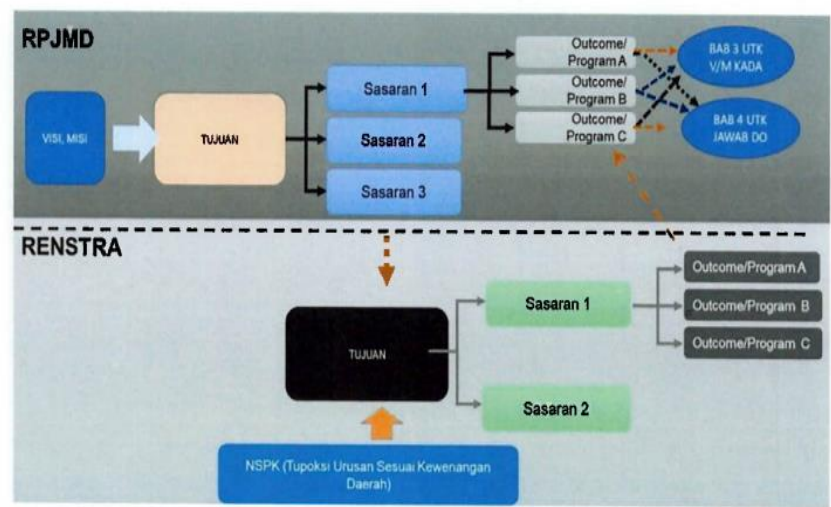 RPJMD
VISI, MISI
TUJUAN
Sasaran 1
Sasaran 2
Sasaran 3
Outcome/
Program A
Outcome/
Program B
Outcome/
Program C
BAB 3 UTK
V/M KADA
BAB 4 UTK
JAWAB DO
RENSTRA
TUJUAN
Sasaran 1
Sasaran 2
Outcome/Program A
Outcome/Program B
Outcome/Program C
NSPK (Tupoksi Urusan Sesuai Kewenangan
Daerah)